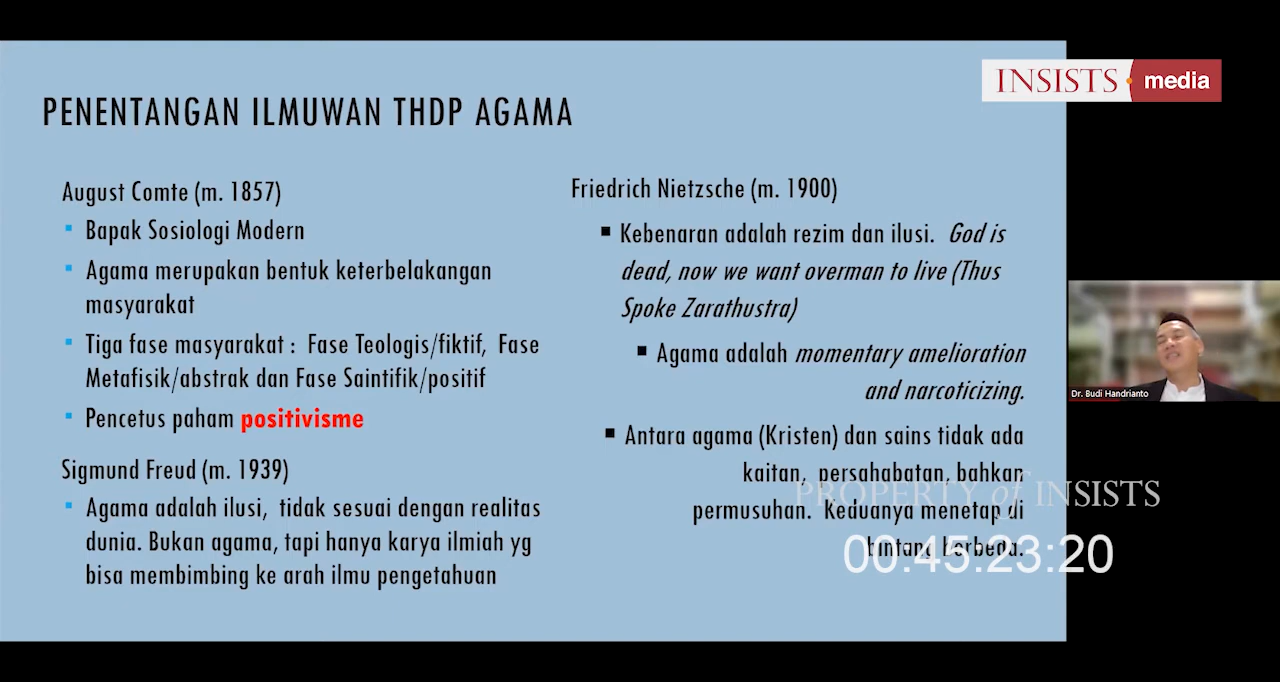 PENENTANGAN ILMUWAN THDP AGAMA
INSISTS media
August Comte (m. 1857)
Bapak Sosiologi Modern
Agama merupakan bentuk keterbelakangan
masyarakat
Tiga fase masyarakat : Fase Teologis/fiktif, Fase
Metafisik/abstrak dan Fase Saintifik/positif
Pencetus paham positivisme
Sigmund Freud (m. 1939)
Agama adalah ilusi, tidak sesuai dengan realitas
dunia. Bukan agama, tapi hanya karya ilmiah yg
bisa membimbing ke arah ilmu pengetahuan
Friedrich Nietzsche (m. 1900)
Kebenaran adalah rezim dan ilusi. God is
dead, now we want overman to live (Thus
Spoke Zarathustra)
Agama adalah momentary amelioration
and narcoticizing.
Antara agama (Kristen) dan sains tidak ada
kaitan, persahabatan, bahkan
permusuhan. Keduanya menetap di
bintang berbeda.
PROPERTY of INSISTS
00:45:23:20
Dr. Budi Handrianto